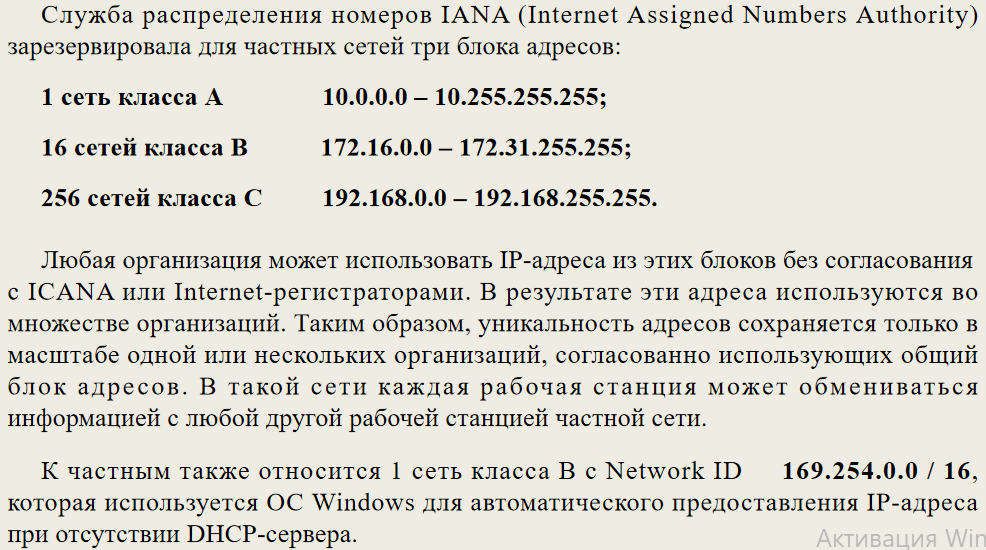 Служба распределения номеров IANA (Internet Assigned Numbers Authority)
зарезервировала для частных сетей три блока адресов:
1 сеть класса A 10.0.0.0 – 10.255.255.255;
16 сетей класса B 172.16.0.0 – 172.31.255.255;
256 сетей класса C 192.168.0.0 – 192.168.255.255.
Любая организация может использовать IP-адреса из этих блоков без согласования
с ICANA или Internet-регистраторами. В результате эти адреса используются во
множестве организаций. Таким образом, уникальность адресов сохраняется только в
масштабе одной или нескольких организаций, согласованно использующих общий
блок адресов. В такой сети каждая рабочая станция может обмениваться
информацией с любой другой рабочей станцией частной сети.
К частным также относится 1 сеть класса B с Network ID 169.254.0.0 / 16,
которая используется ОС Windows для автоматического предоставления IP-адреса
при отсутствии DHCP-сервера.
Активация Win